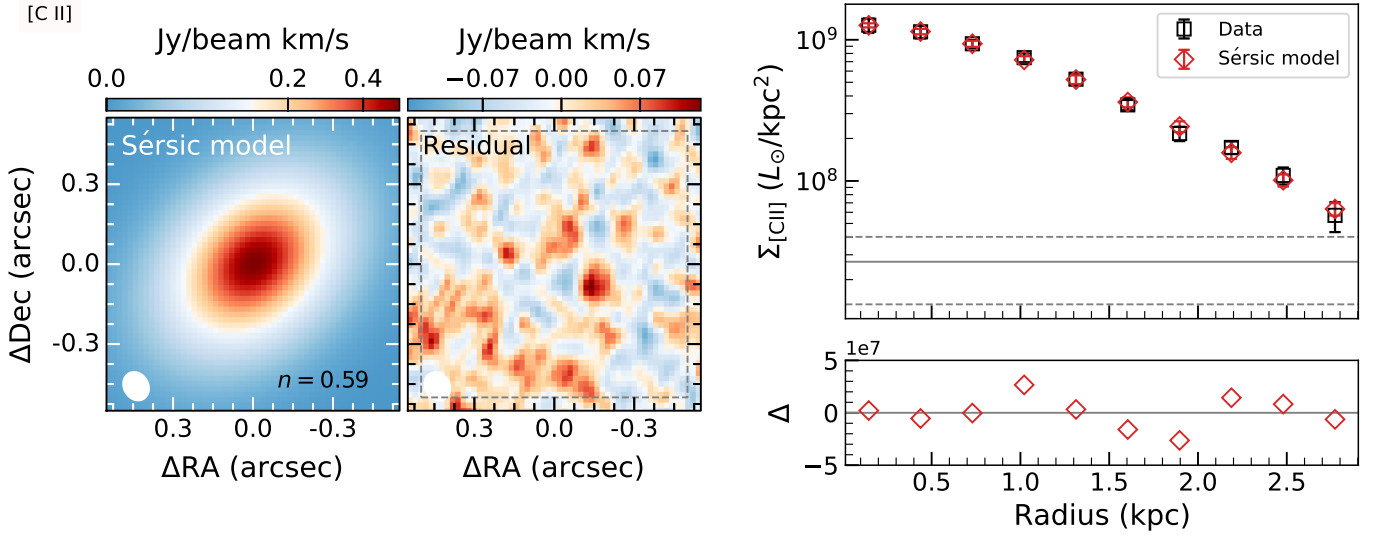 [C II]
Jy/beam km/s
Jy/beam km/s
0.0 0.2 0.4
−0.07 0.00 0.07
Sérsic model
Residual
ΔDec (arcsec)
0.3
0.0
-0.3
n = 0.59
0.3 0.0 -0.3
0.3 0.0 -0.3
ΔRA (arcsec)
ΔRA (arcsec)
Data
Sérsic model
Σ[CII] (L⊙/kpc²)
10⁹
10⁸
1e7
5
0
−5
Δ
0.5 1.0 1.5 2.0 2.5
Radius (kpc)